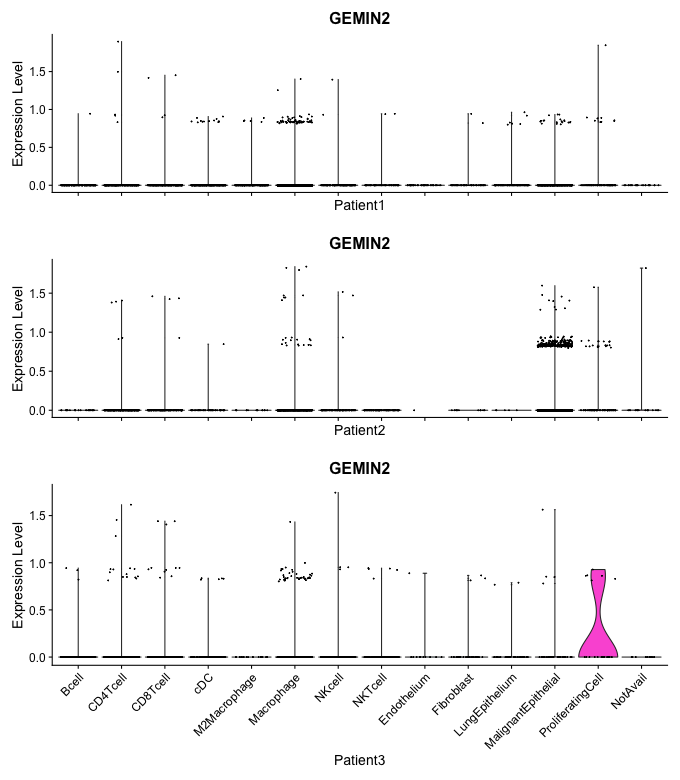 GEMIN2
Expression Level
1.5
1.0
0.5
0.0
Patient1
GEMIN2
Expression Level
1.5
1.0
0.5
0.0
Patient2
GEMIN2
Expression Level
1.5
1.0
0.5
0.0
Bcell
CD4Tcell
CD8Tcell
cDC
M2Macrophage
Macrophage
NKcell
NKTcell
Endothelium
Fibroblast
LungEpithelium
MalignantEpithelial
ProliferatingCell
NotAvail
Patient3